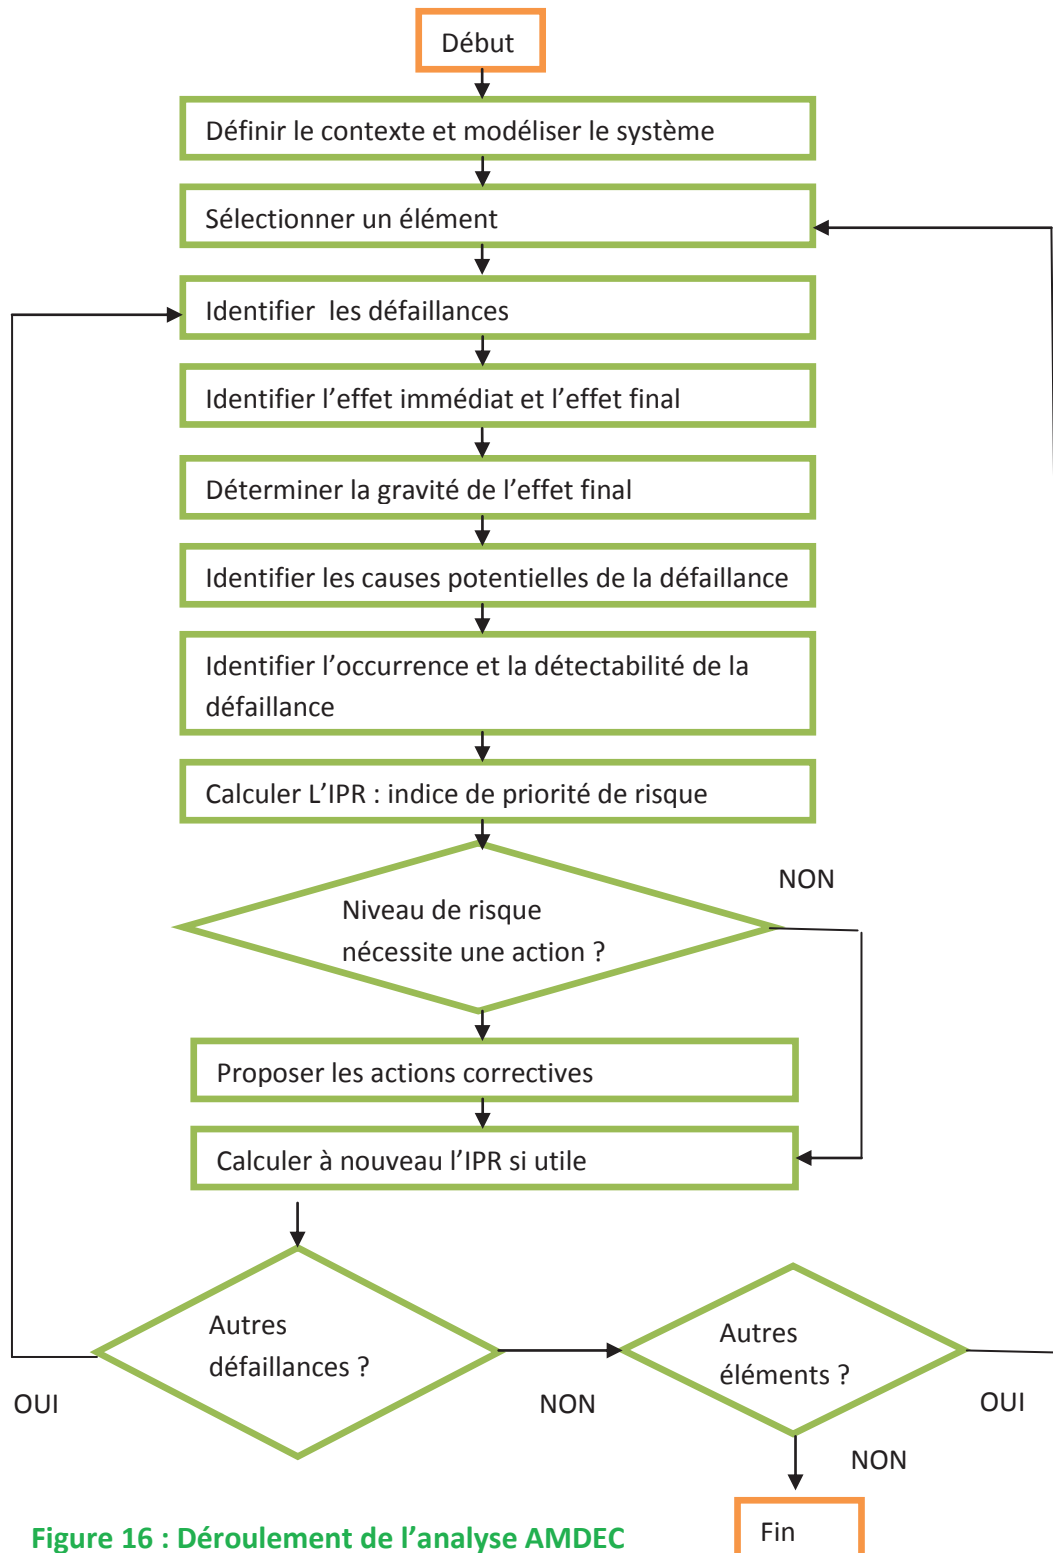 Début
Définir le contexte et modéliser le système
Sélectionner un élément
Identifier  les défaillances
Identifier l’effet immédiat et l’effet final
Déterminer la gravité de l’effet final
Identifier les causes potentielles de la défaillance
Identifier l’occurrence et la détectabilité de la
défaillance
Calculer L’IPR : indice de priorité de risque
NON
Niveau de risque
nécessite une action ?
Proposer les actions correctives
Calculer à nouveau l’IPR si utile
Autres
défaillances ?
Autres
éléments ?
OUI
NON
OUI
NON
Fin
Figure 16 : Déroulement de l’analyse AMDEC